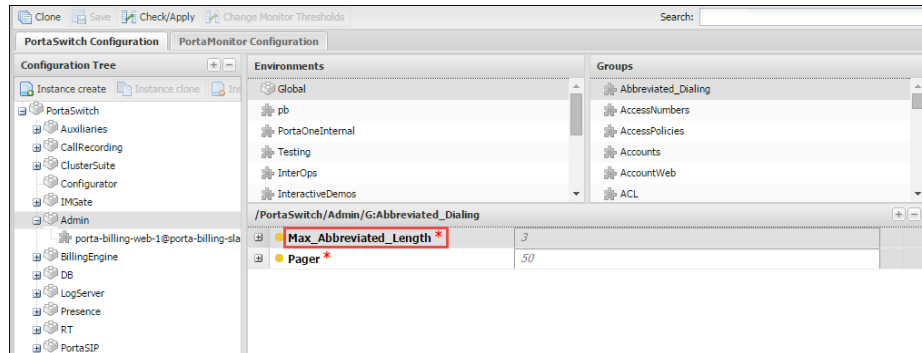 Clone Save Check/Apply Change Monitor Thresholds Search:
PortaSwitch Configuration PortaMonitor Configuration
Configuration Tree
Instance create Instance clone
PortaSwitch
Auxiliaries
CallRecording
ClusterSuite
Configurator
IMGate
Admin
porta-billing-web-1@porta-billing-sla
BillingEngine
DB
LogServer
Presence
RT
PortaSIP
Environments
Global
pb
PortaOneInternal
Testing
InterOps
InteractiveDemos
Groups
Abbreviated_Dialing
AccessNumbers
AccessPolicies
Accounts
AccountWeb
ACL
/PortaSwitch/Admin/G:Abbreviated_Dialing
Max_Abbreviated_Length * 3
Pager * 50